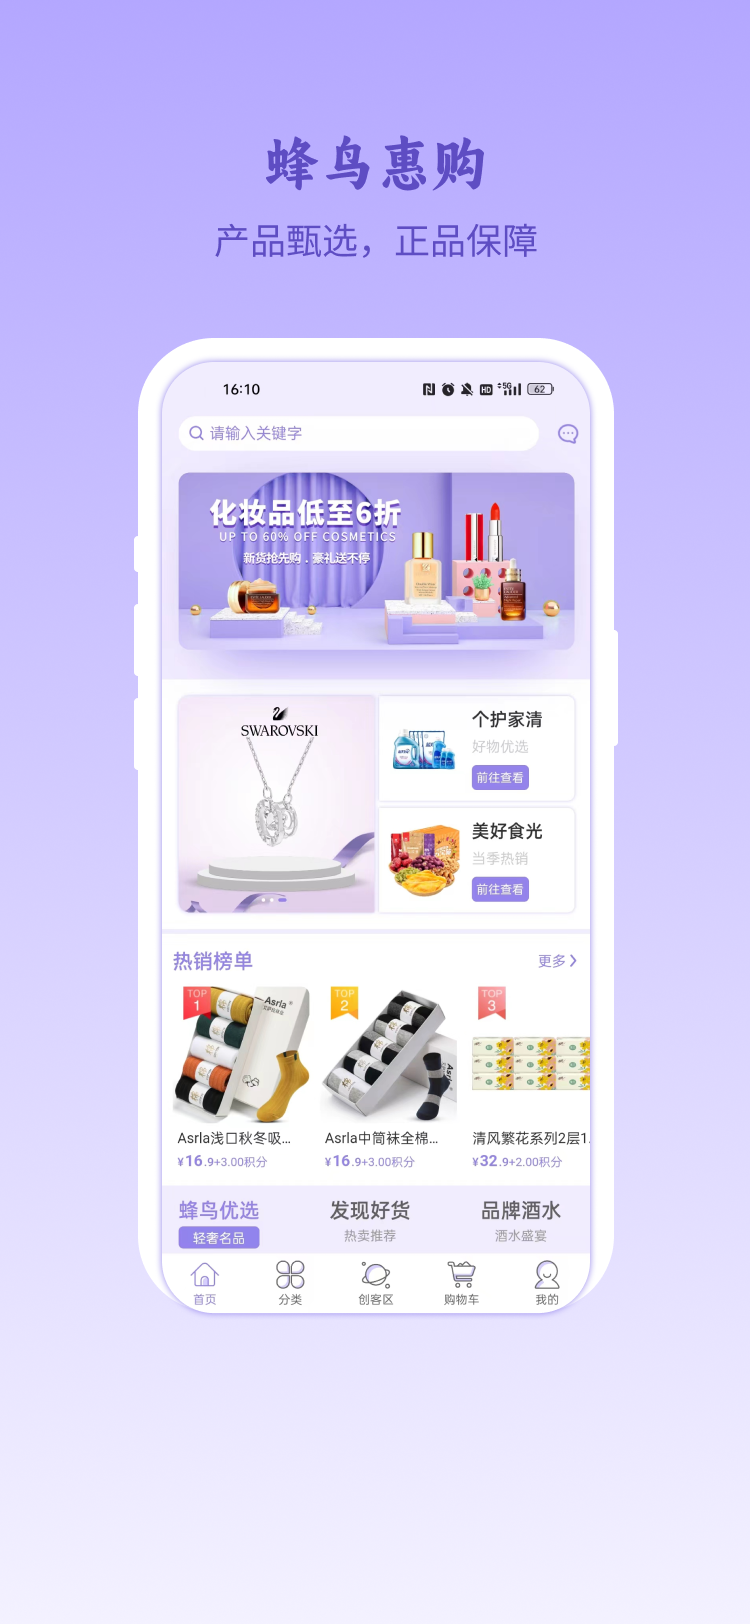 蜂鸟惠购
产品甄选，正品保障
16:10
HD 5G 62
请输入关键字
化妆品低至6折
UP TO 60% OFF COSMETICS
新货抢先购 . 豪礼送不停
SWAROVSKI
个护家清
好物优选
前往查看
美好食光
当季热销
前往查看
热销榜单
更多
TOP 1
TOP 2
TOP 3
Asrla
Asrla
Asrla浅口秋冬吸...
Asrla中筒袜全棉...
清风繁花系列2层1.
¥16.9+3.00积分
¥16.9+3.00积分
¥32.9+2.00积分
蜂鸟优选
发现好货
品牌酒水
轻奢名品
热卖推荐
酒水盛宴
首页
分类
创客区
购物车
我的